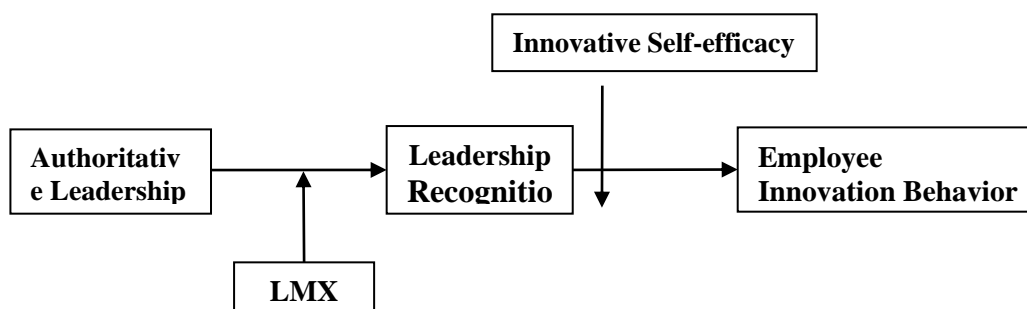 Innovative Self-efficacy
Authoritativ
e Leadership
Leadership
Recognitio
Employee
Innovation Behavior
LMX